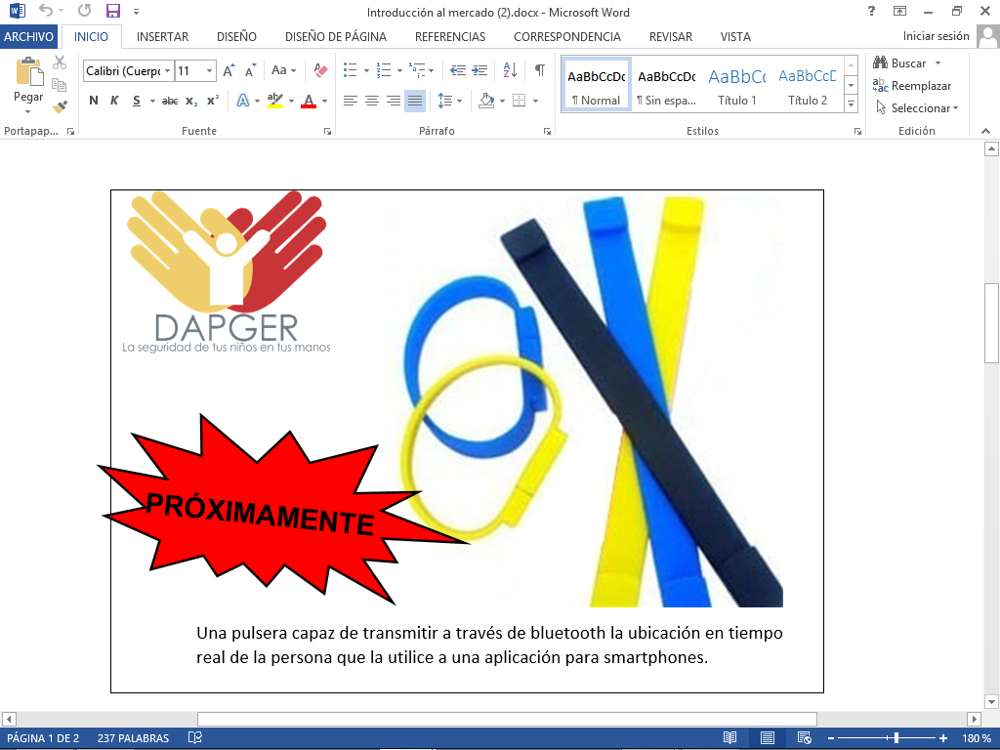 Introducción al mercado (2).docx - Microsoft Word
ARCHIVO INICIO INSERTAR DISEÑO DISEÑO DE PÁGINA REFERENCIAS CORRESPONDENCIA REVISAR VISTA Iniciar sesión
Calibri (Cuerpo 11 Aa
Pegar
N K S abc x₂ x² A ab A
AaBbCcDc AaBbCcDc AaBbCc AaBbCcD
¶ Normal ¶ Sin espa... Título 1 Título 2
Buscar
Reemplazar
Seleccionar
Portapap... Fuente Párrafo Estilos Edición
DAPGER
La seguridad de tus niños en tus manos
PRÓXIMAMENTE
Una pulsera capaz de transmitir a través de bluetooth la ubicación en tiempo
real de la persona que la utilice a una aplicación para smartphones.
PÁGINA 1 DE 2 237 PALABRAS 180 %